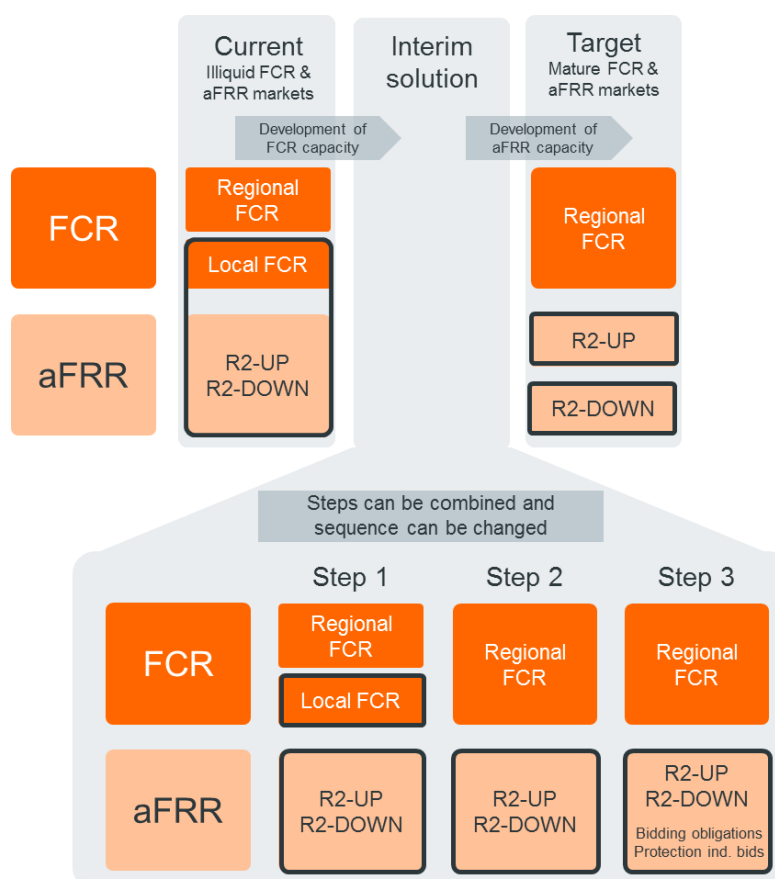 Current
Illiquid FCR &
aFRR markets
Interim
solution
Target
Mature FCR &
aFRR markets
Development of
FCR capacity
Development of
aFRR capacity
FCR
Regional
FCR
Local FCR
Regional
FCR
aFRR
R2-UP
R2-DOWN
R2-UP
R2-DOWN
Steps can be combined and
sequence can be changed
Step 1
Step 2
Step 3
FCR
Regional
FCR
Local FCR
Regional
FCR
Regional
FCR
aFRR
R2-UP
R2-DOWN
R2-UP
R2-DOWN
R2-UP
R2-DOWN
Bidding obligations
Protection ind. bids